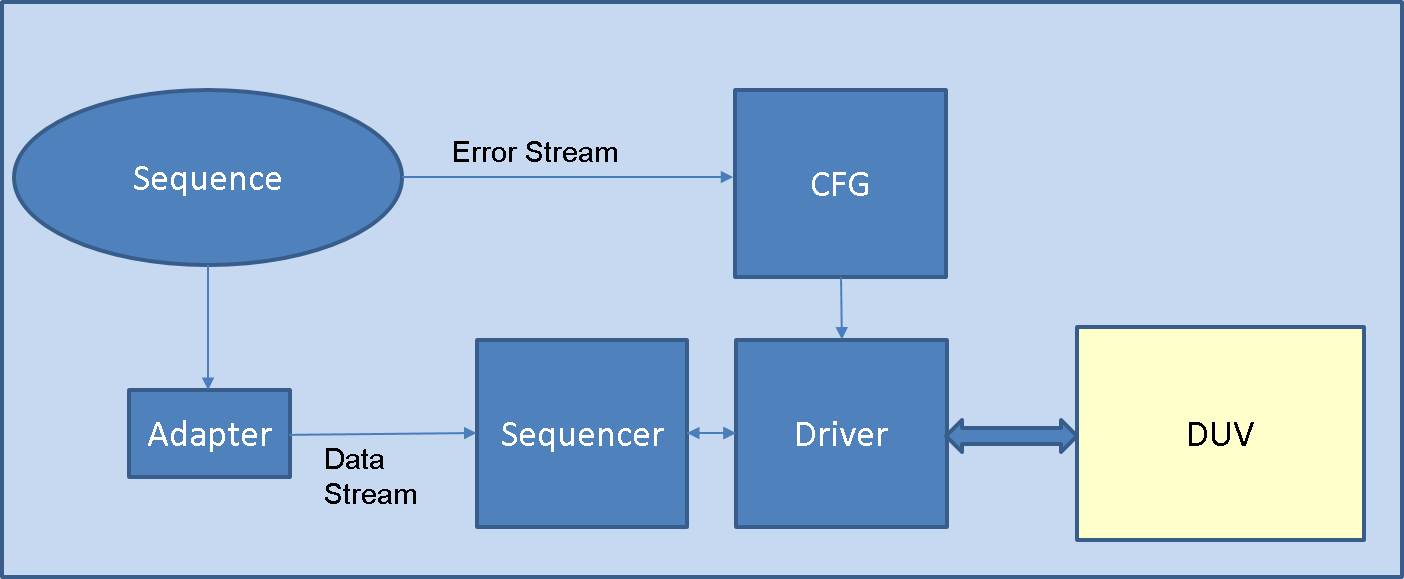 Error Stream
Sequence
CFG
Adapter
Sequencer
Driver
DUV
Data
Stream